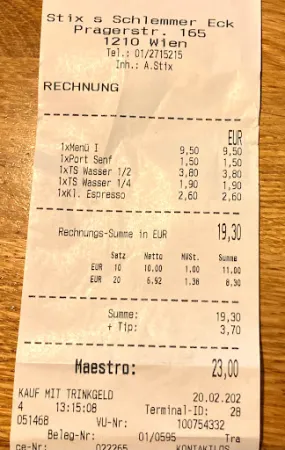 Stix s Schlemmer Eck
Pragerstr. 165
1210 Wien
Tel.: 01/2715215
Inh.: A.Stix
RECHNUNG
EUR
1xMenü I 9,50 9,50
1xPort Senf 1,50 1,50
1xTS Wasser 1/2 3,80 3,80
1xTS Wasser 1/4 1,90 1,90
1xKl. Espresso 2,60 2,60
Rechnungs-Summe in EUR 19,30
Satz Netto MWSt. Summe
EUR 10 10.00 1.00 11.00
EUR 20 6.92 1.38 8.30
Summe: 19,30
+ Tip: 3,70
Maestro: 23,00
KAUF MIT TRINKGELD 20.02.202
4 13:15:08 Terminal-ID: 28
051468 VU-Nr: 100754332
Beleg-Nr: 01/0595 Tra
ce-Nr: 022265 KONTAKTLOS